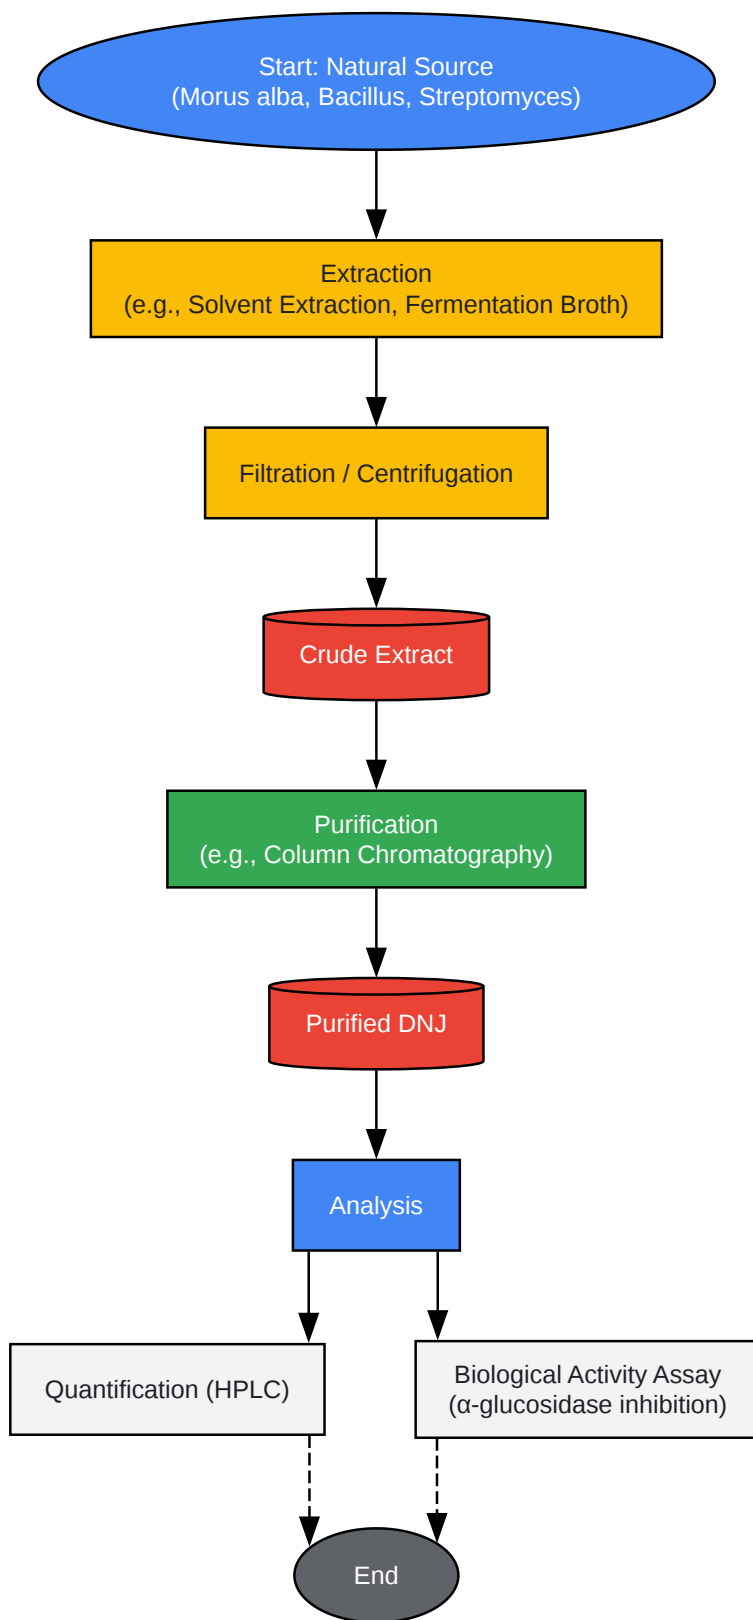 Start: Natural Source
(Morus alba, Bacillus, Streptomyces)
Extraction
(e.g., Solvent Extraction, Fermentation Broth)
Filtration / Centrifugation
Crude Extract
Purification
(e.g., Column Chromatography)
Purified DNJ
Analysis
Quantification (HPLC)
Biological Activity Assay
(α-glucosidase inhibition)
End